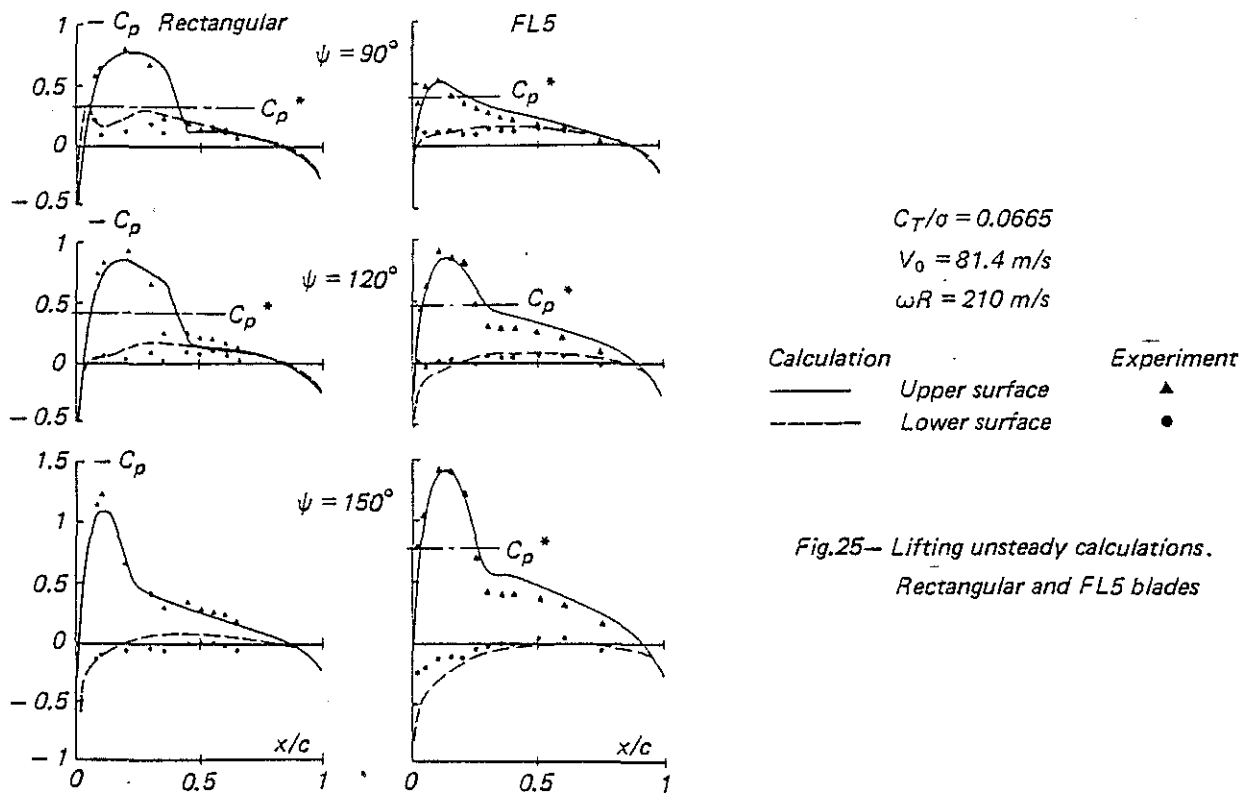 − Cp Rectangular
FL5
1
0.5
0
− 0.5
ψ = 90°
Cp*
Cp*
1
− Cp
1
0.5
0
− 0.5
ψ = 120°
Cp*
Cp*
1.5
− Cp
1
0.5
0
− 0.5
− 1
ψ = 150°
Cp*
x/c
x/c
0
0.5
1
0
0.5
1
C_T/σ = 0.0665
V₀ = 81.4 m/s
ωR = 210 m/s
Calculation
Experiment
Upper surface
Lower surface
Fig.25— Lifting unsteady calculations.
Rectangular and FL5 blades